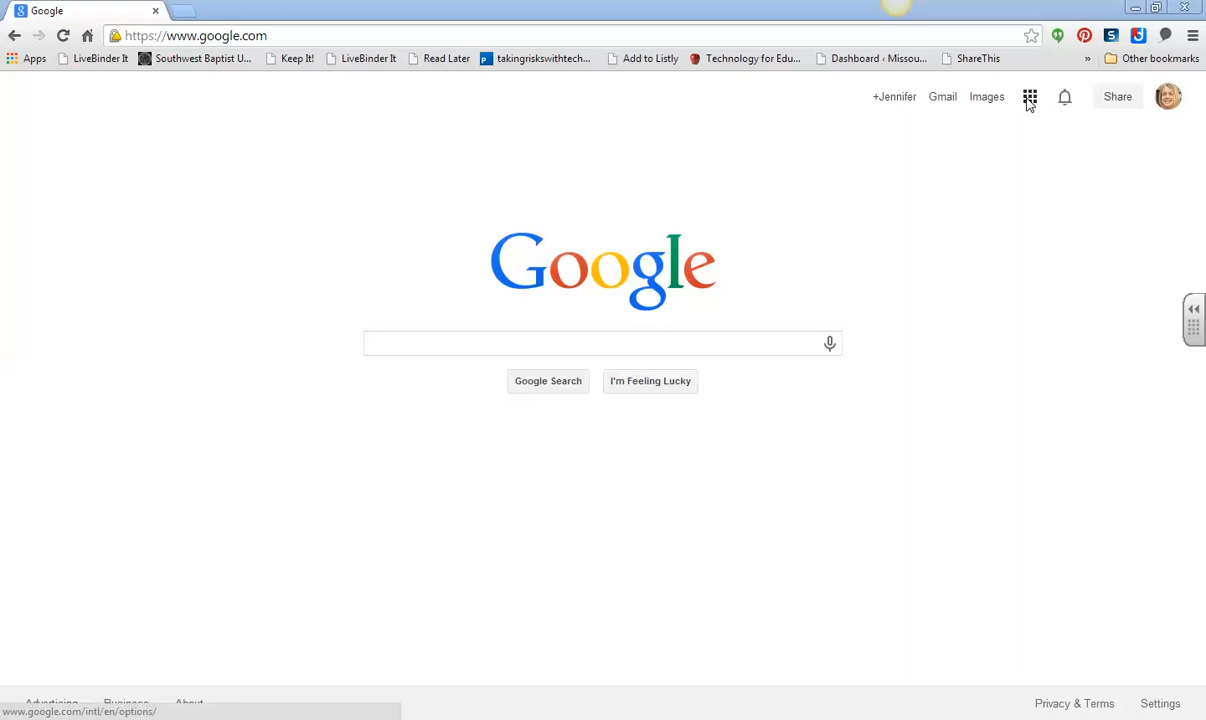 Google
https://www.google.com
Apps LiveBinder It Southwest Baptist U... Keep It! LiveBinder It Read Later takingriskswithtech... Add to Listly Technology for Edu... Dashboard ‹ Missou... ShareThis » Other bookmarks
+Jennifer Gmail Images Share
Google
Google Search I'm Feeling Lucky
Advertising Business About Privacy & Terms Settings
www.google.com/intl/en/options/